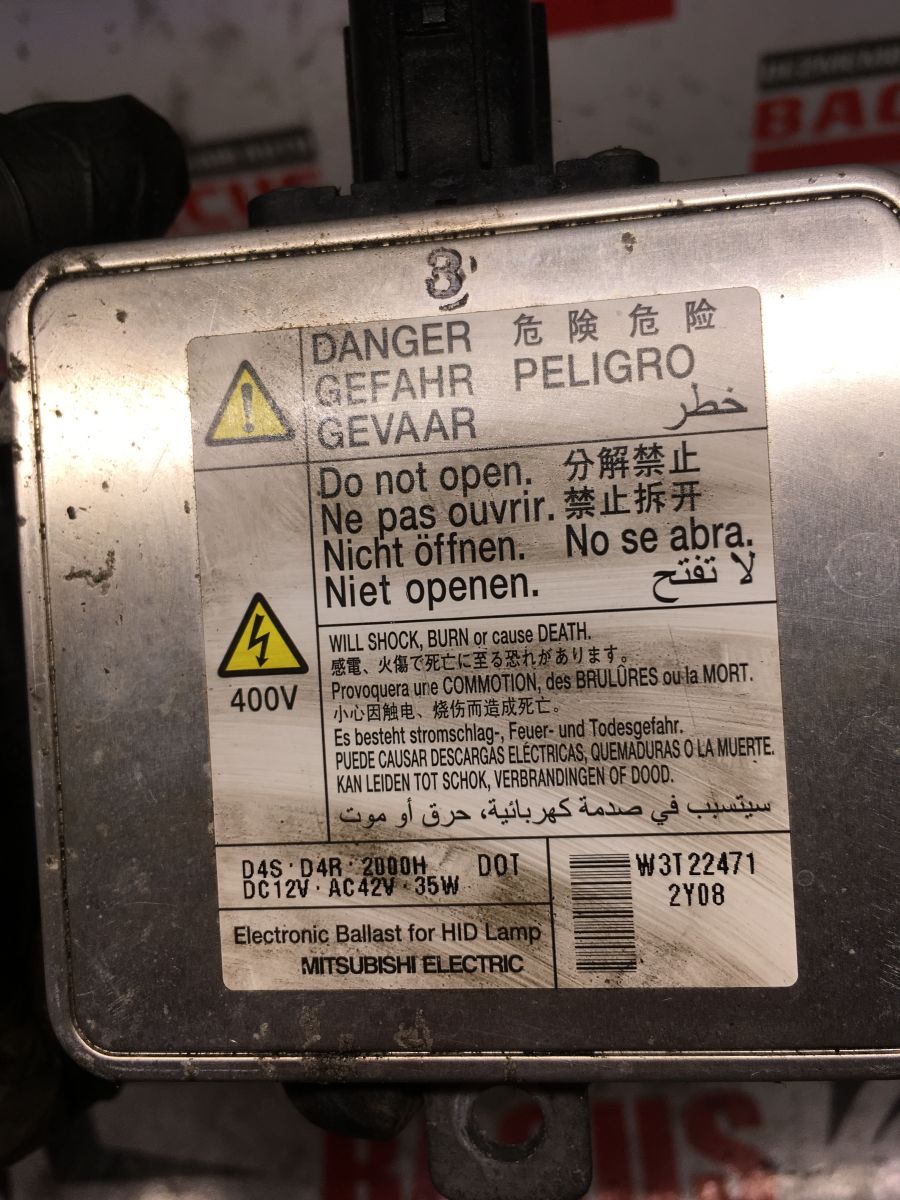 BACUS
BACUS
3
DANGER 危険 危险
GEFAHR PELIGRO
GEVAAR خطر
Do not open. 分解禁止
Ne pas ouvrir. 禁止拆开
Nicht öffnen. No se abra.
Niet openen. لا تفتح
400V
WILL SHOCK, BURN or cause DEATH.
感電、火傷で死亡に至る恐れがあります。
Provoquera une COMMOTION, des BRULÛRES ou la MORT.
小心因触电、烧伤而造成死亡。
Es besteht stromschlag-, Feuer- und Todesgefahr.
PUEDE CAUSAR DESCARGAS ELÉCTRICAS, QUEMADURAS O LA MUERTE.
KAN LEIDEN TOT SCHOK, VERBRANDINGEN OF DOOD.
سيتسبب في صدمة كهربائية، حرق أو موت
D4S · D4R · 2000H DOT
DC12V · AC42V · 35W
W3T22471
2Y08
Electronic Ballast for HID Lamp
MITSUBISHI ELECTRIC
BACUS